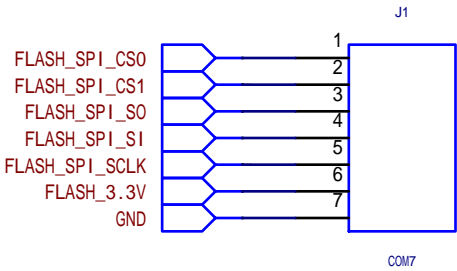 J1
1
FLASH_SPI_CS0
2
FLASH_SPI_CS1
3
FLASH_SPI_SO
4
FLASH_SPI_SI
5
FLASH_SPI_SCLK
6
FLASH_3.3V
7
GND
COM7